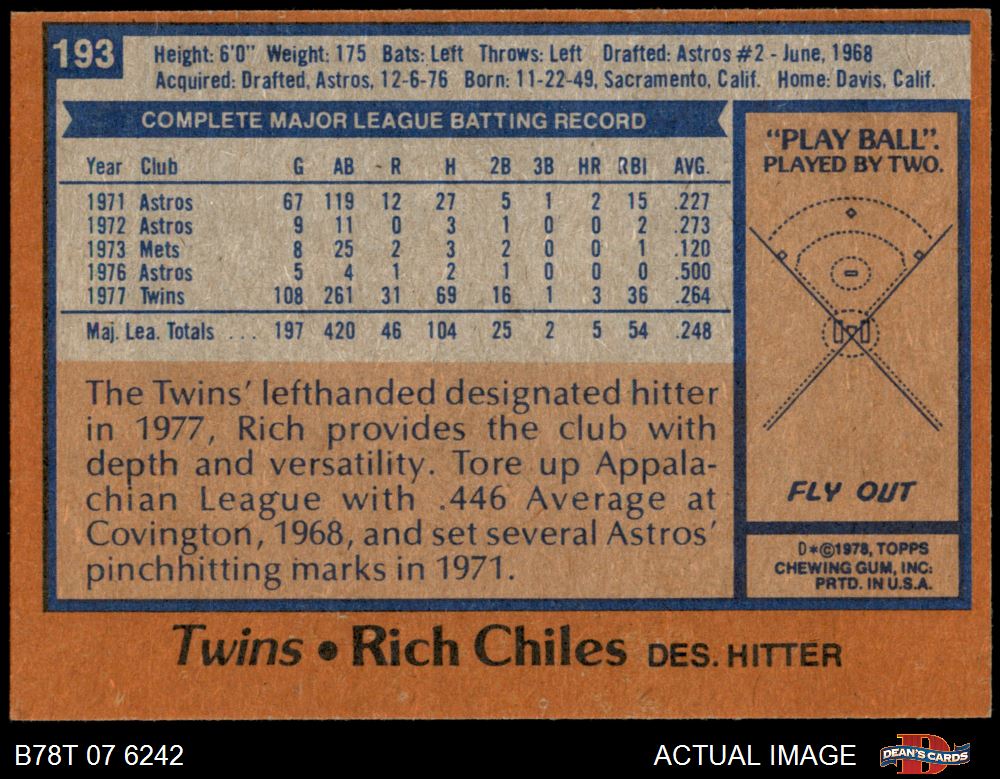 193
Height: 6'0" Weight: 175 Bats: Left Throws: Left Drafted: Astros #2 - June, 1968
Acquired: Drafted, Astros, 12-6-76 Born: 11-22-49, Sacramento, Calif. Home: Davis, Calif.
COMPLETE MAJOR LEAGUE BATTING RECORD
Year Club G AB R H 2B 3B HR RBI AVG.
1971 Astros 67 119 12 27 5 1 2 15 .227
1972 Astros 9 11 0 3 1 0 0 2 .273
1973 Mets 8 25 2 3 2 0 0 1 .120
1976 Astros 5 4 1 2 1 0 0 0 .500
1977 Twins 108 261 31 69 16 1 3 36 .264
Maj. Lea. Totals ... 197 420 46 104 25 2 5 54 .248
The Twins' lefthanded designated hitter
in 1977, Rich provides the club with
depth and versatility. Tore up Appala-
chian League with .446 Average at
Covington, 1968, and set several Astros'
pinchhitting marks in 1971.
"PLAY BALL".
PLAYED BY TWO.
FLY OUT
D*©1978, TOPPS
CHEWING GUM, INC.
PRTD. IN U.S.A.
Twins • Rich Chiles DES. HITTER
B78T 07 6242
ACTUAL IMAGE
DEAN'S CARDS